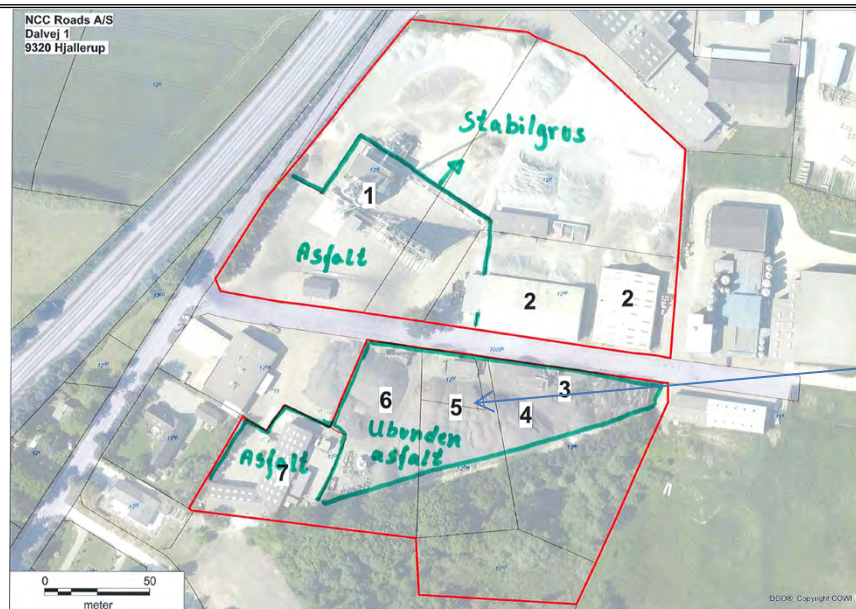 NCC Roads A/S
Dalvej 1
9320 Hjallerup
Stabilgrus
1
Asfalt
2
2
3
6
5
4
Ubunden
asfalt
Asfalt
7
0
50
meter
DDO®, Copyright COWI